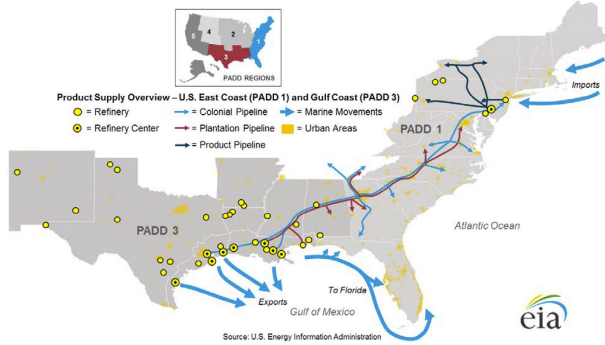 5
4
2
1
3
PADD REGIONS
Product Supply Overview – U.S. East Coast (PADD 1) and Gulf Coast (PADD 3)
= Refinery
= Colonial Pipeline
= Marine Movements
= Refinery Center
= Plantation Pipeline
= Urban Areas
= Product Pipeline
PADD 1
Imports
PADD 3
Atlantic Ocean
Exports
To Florida
Gulf of Mexico
eia
Source: U.S. Energy Information Administration